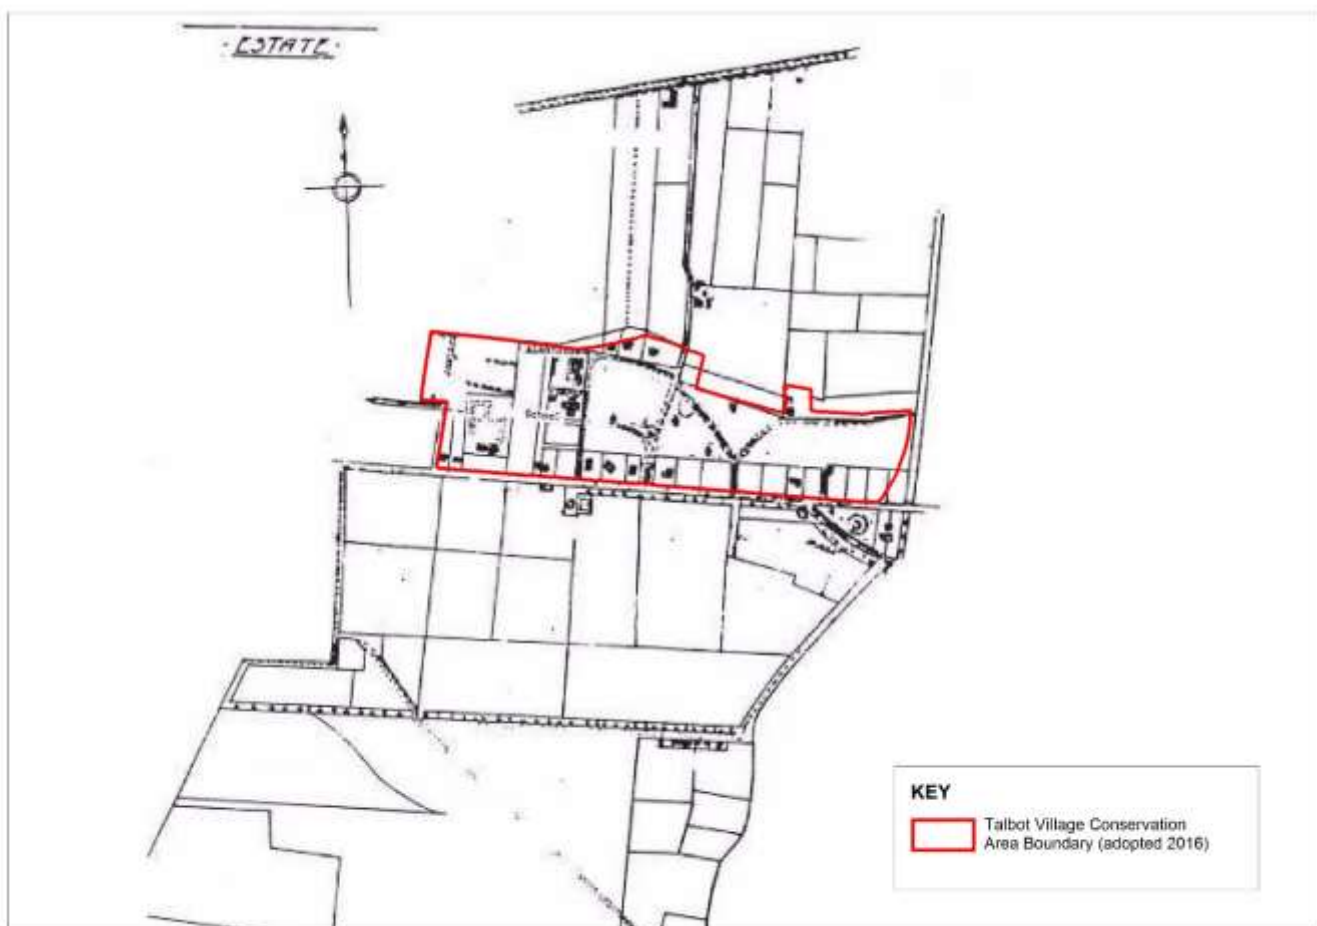 · ESTATE ·
School
KEY
Talbot Village Conservation
Area Boundary (adopted 2016)